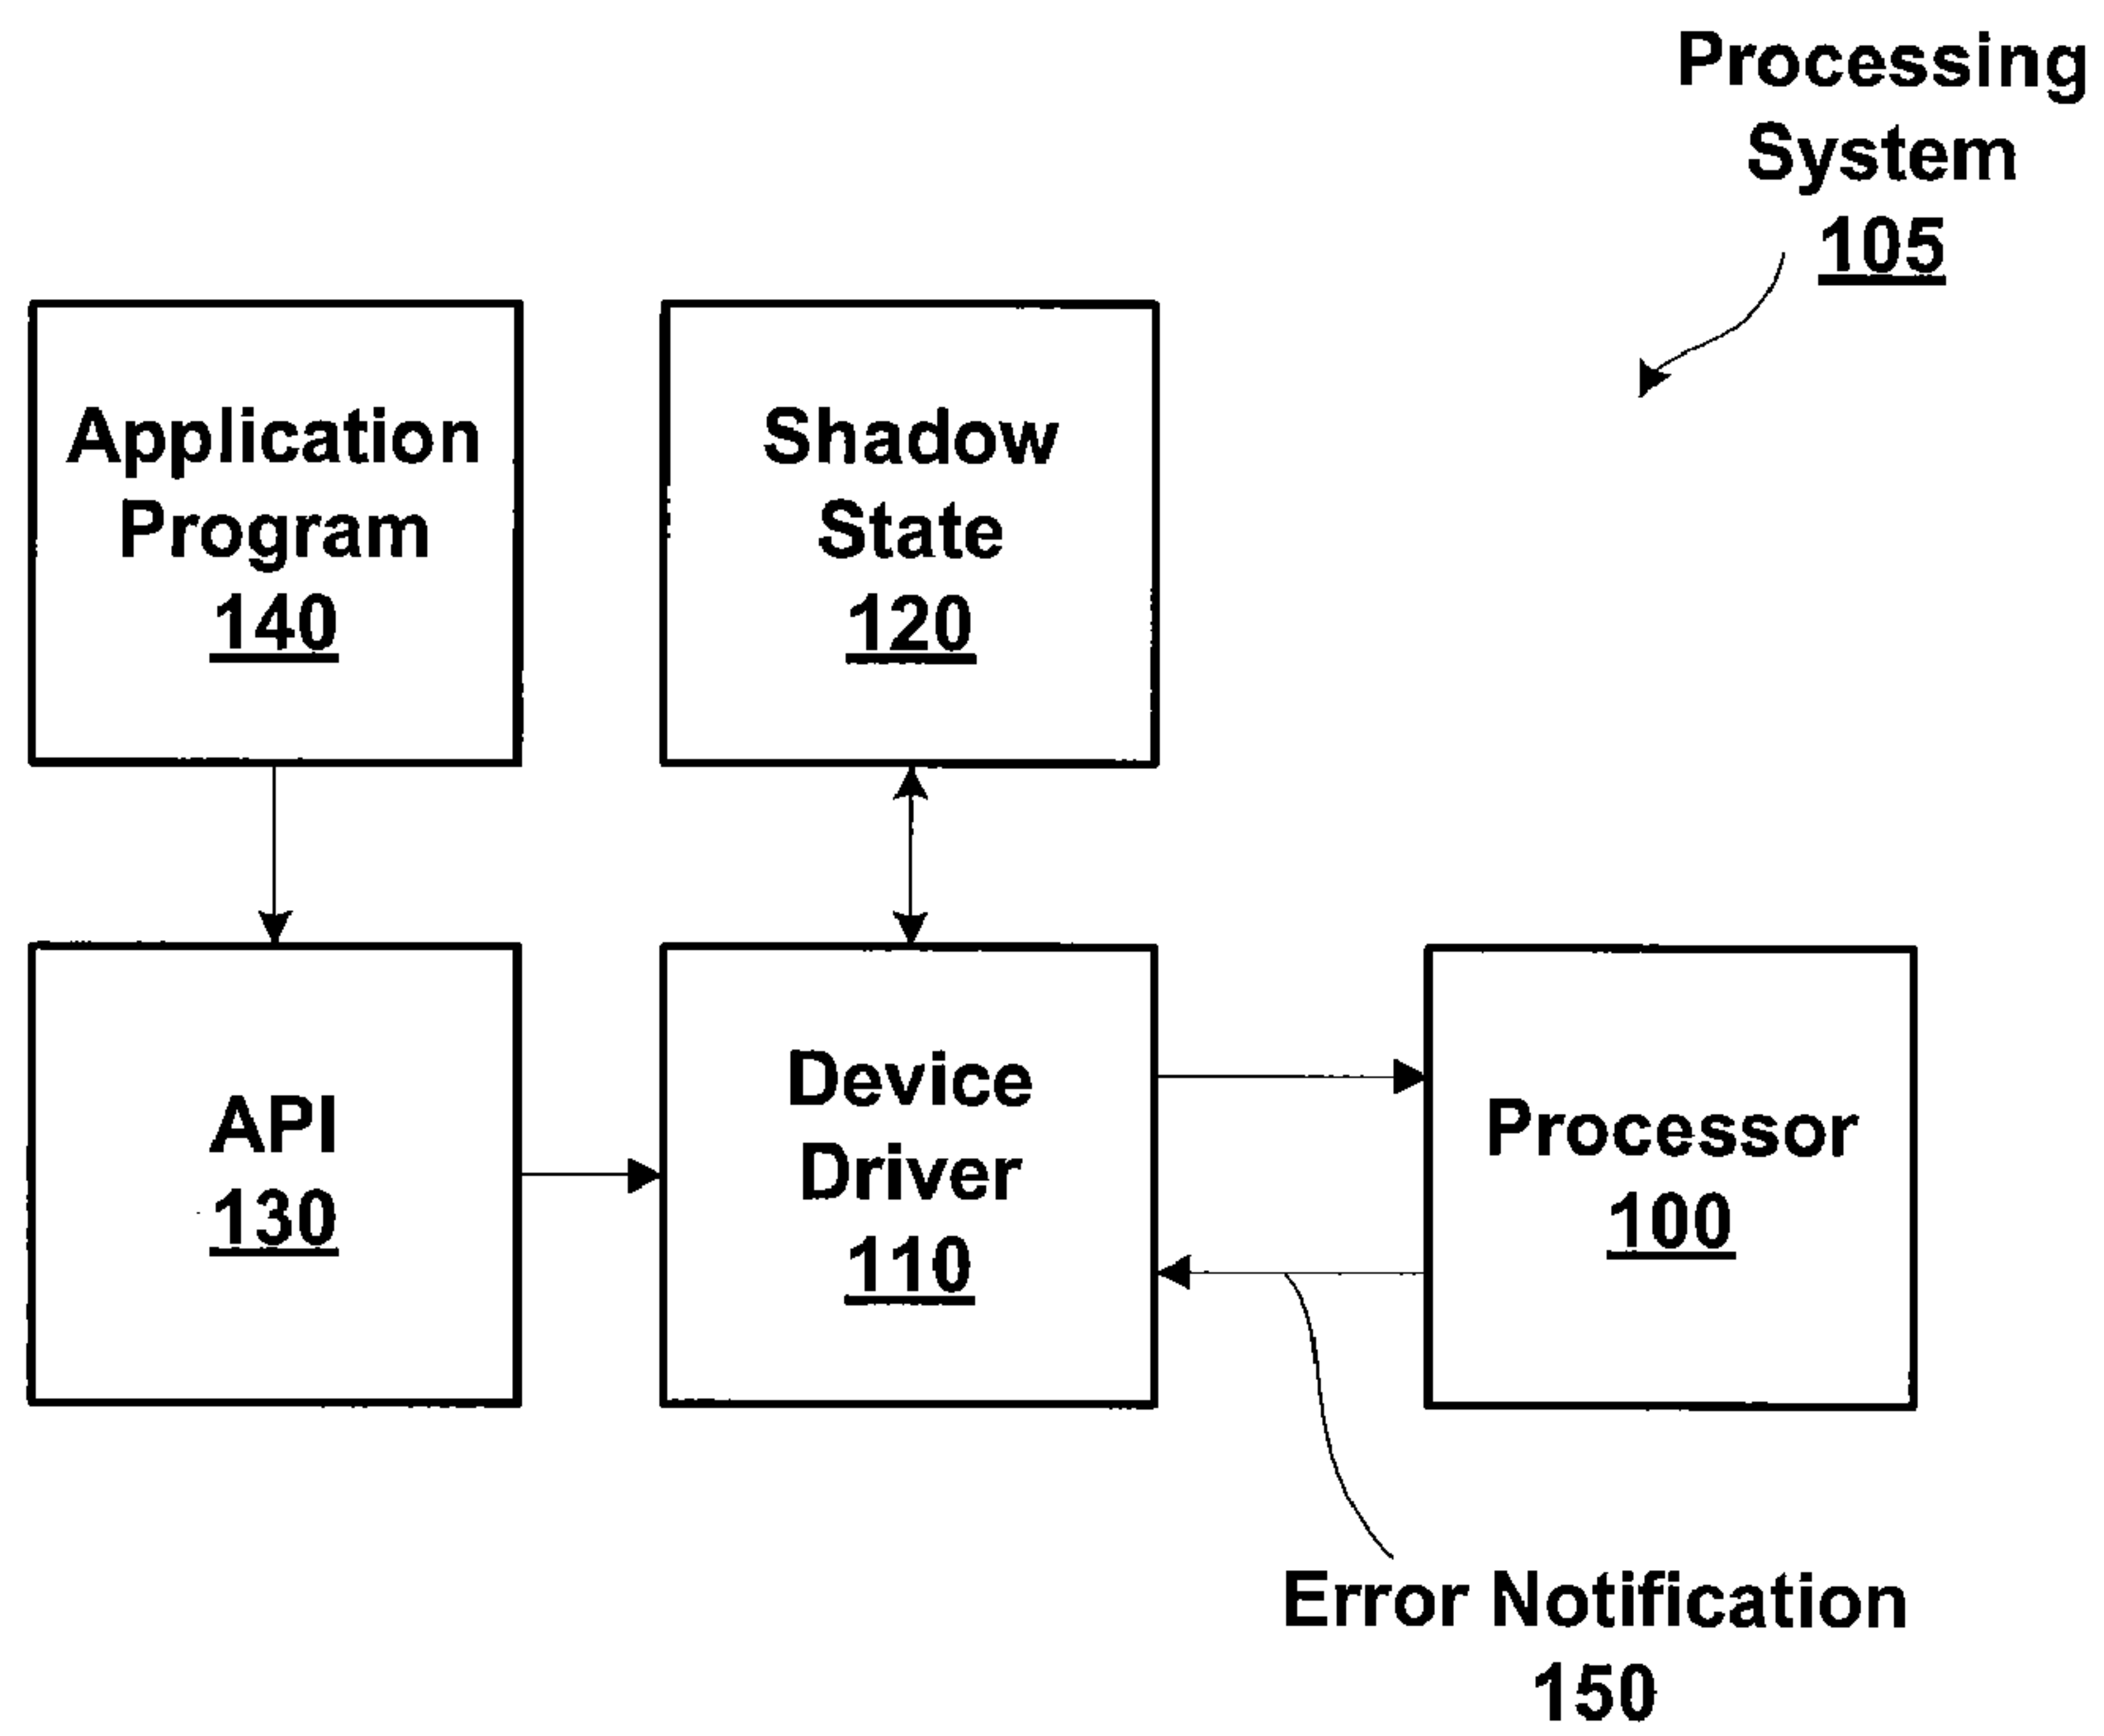 Processing
System
105
Application
Program
140
Shadow
State
120
API
130
Device
Driver
110
Processor
100
Error Notification
150